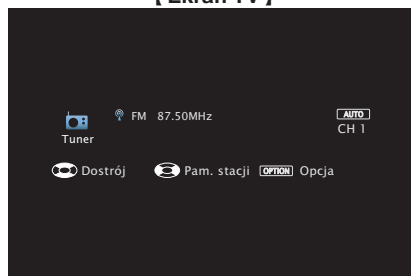 【 Ekran TV 】
FM 87.50MHz
AUTO
CH 1
Tuner
Dostrój Pam. stacji OPTION Opcja